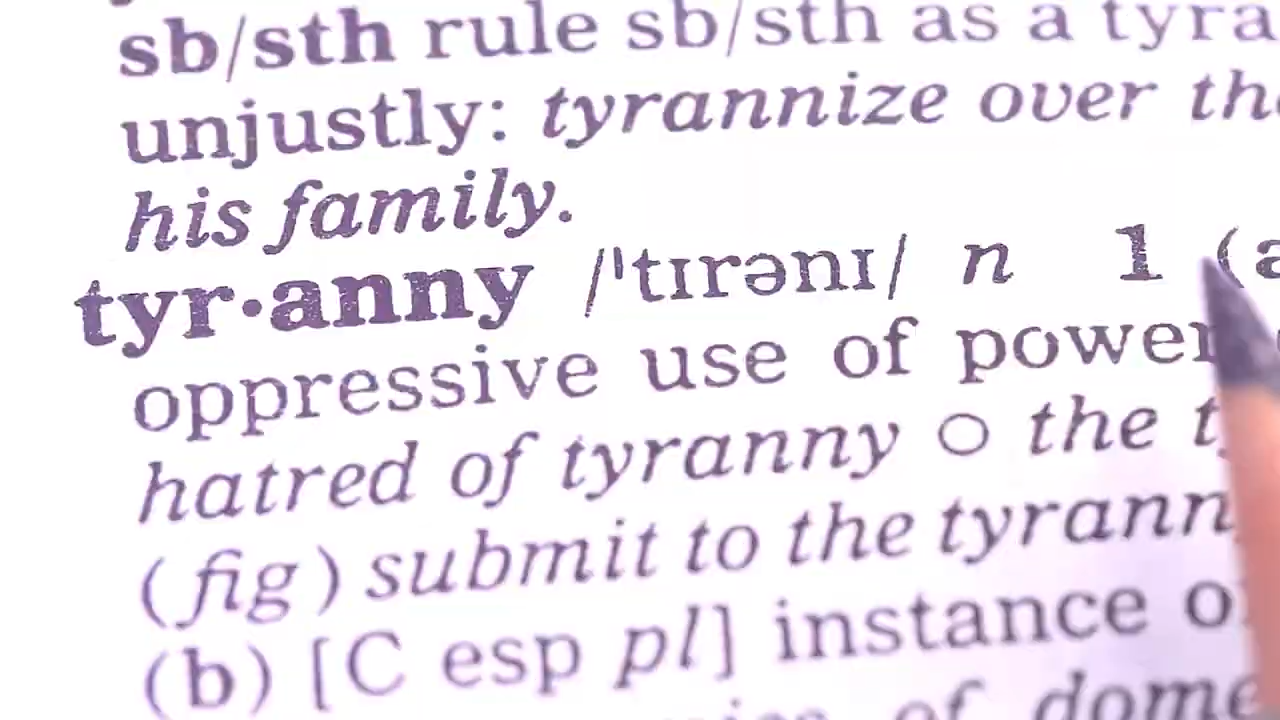 sb/sth rule sb/sth as a
unjustly: tyrannize over
his family.
tyr·anny /ˈtɪrənɪ/ n 1
oppressive use of power
hatred of tyranny ○ the
(fig) submit to the
(b) [C esp pl] instance
of